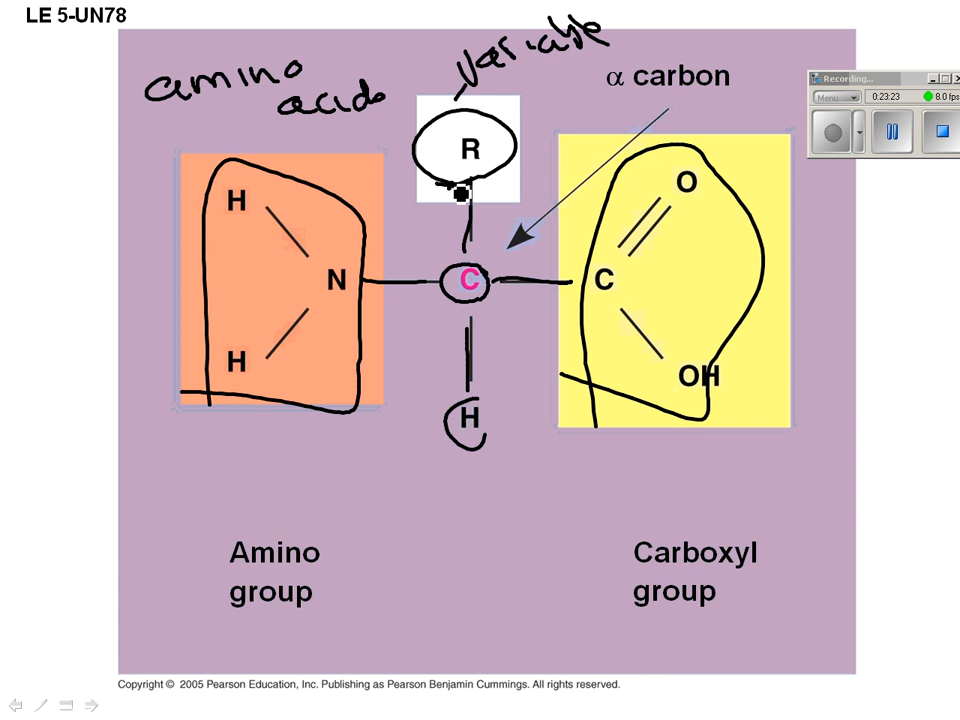 LE 5-UN78
amino
acids
variable
α carbon
Recording...
Menu
0:23:23
8.0 fps
R
H
O
N
C
C
H
OH
H
Amino
group
Carboxyl
group
Copyright © 2005 Pearson Education, Inc. Publishing as Pearson Benjamin Cummings. All rights reserved.